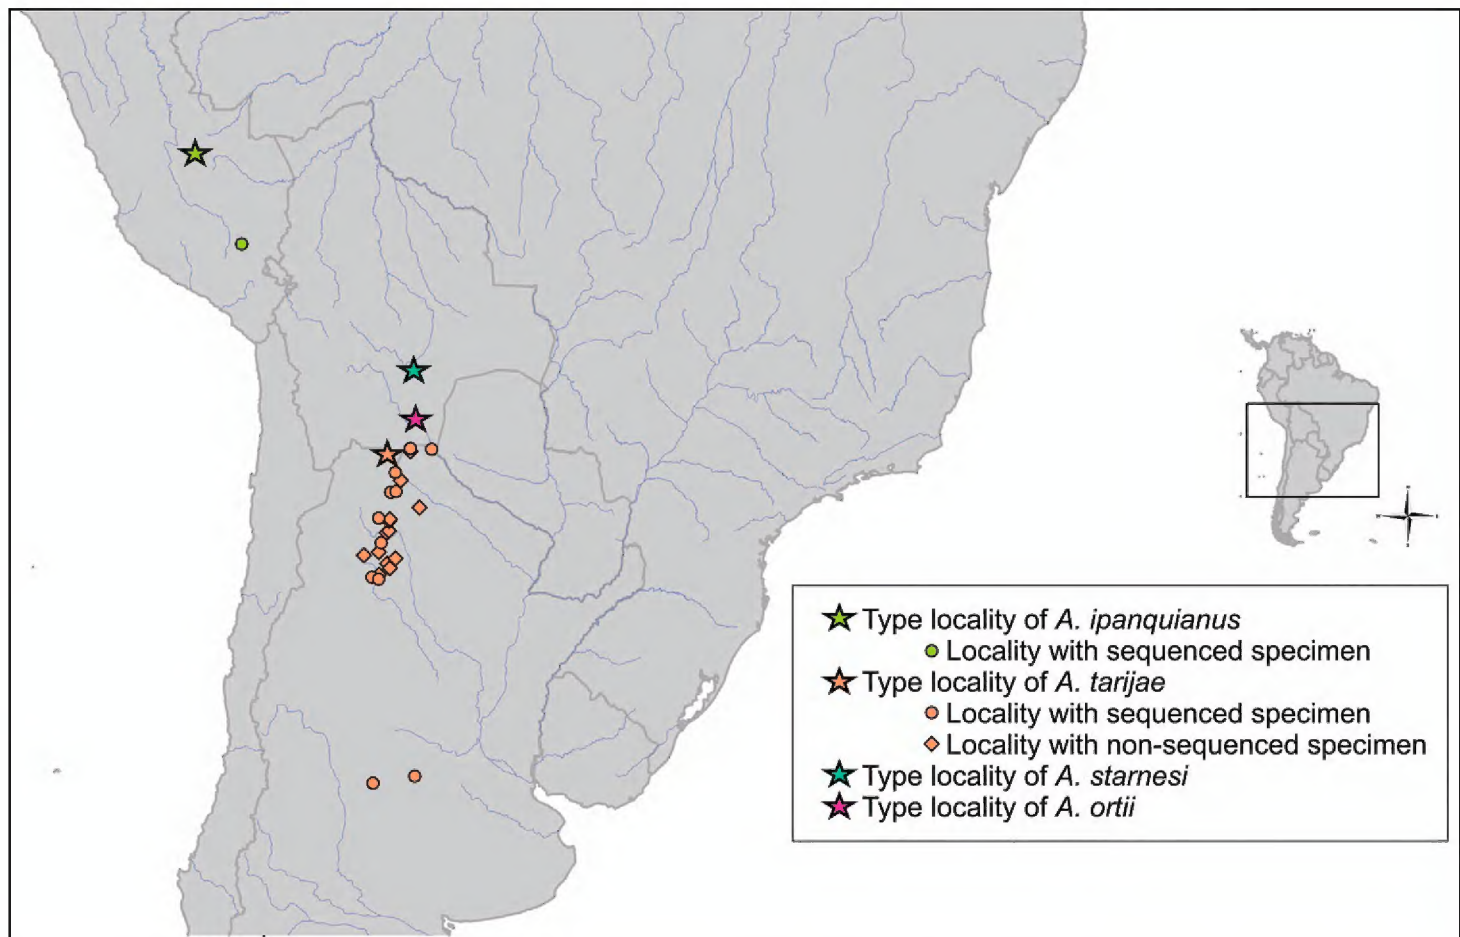 Type locality of A. ipanquianus
Locality with sequenced specimen
Type locality of A. tarijae
Locality with sequenced specimen
Locality with non-sequenced specimen
Type locality of A. starnesi
Type locality of A. ortii